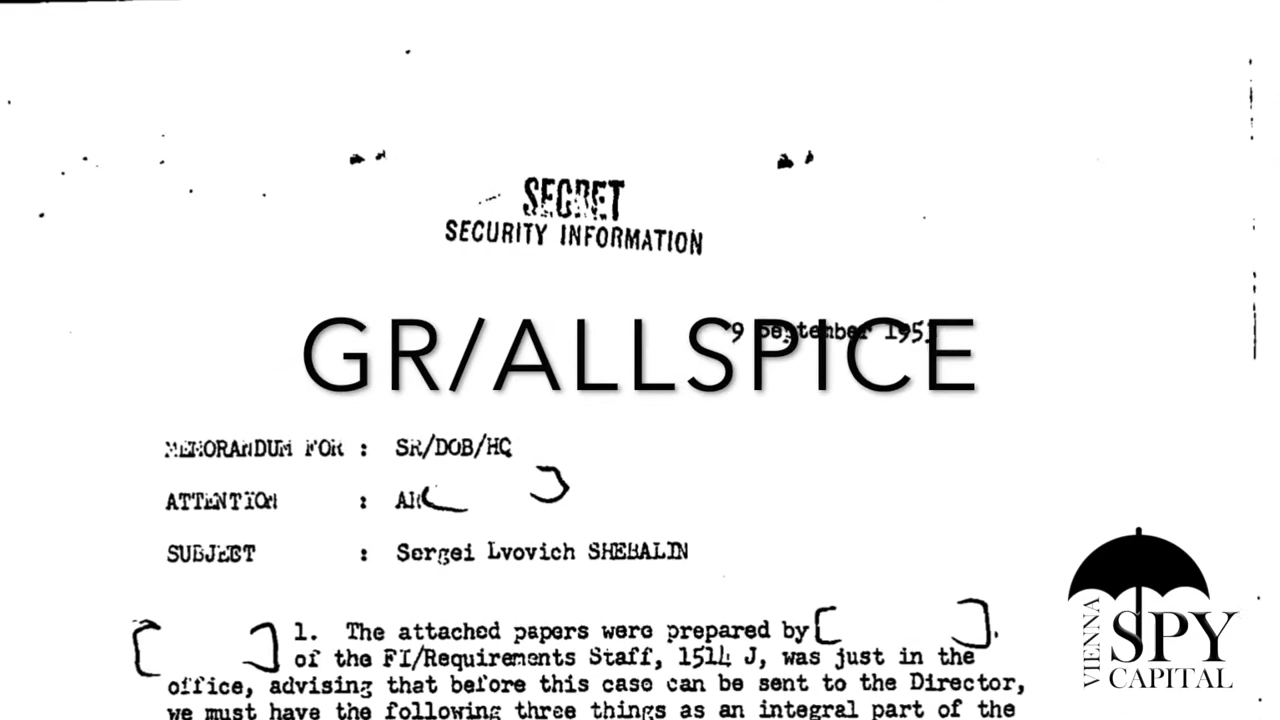 SECRET
SECURITY INFORMATION
9 September 195
GR/ALLSPICE
MEMORANDUM FOR : SR/DOB/HQ
ATTENTION :
SUBJECT : Sergei Lvovich SHEBALIN
1. The attached papers were prepared by
of the FI/Requirements Staff, 1514 J, was just in the
office, advising that before this case can be sent to the Director,
we must have the following three things as an integral part of the
VIENNA
SPY
CAPITAL